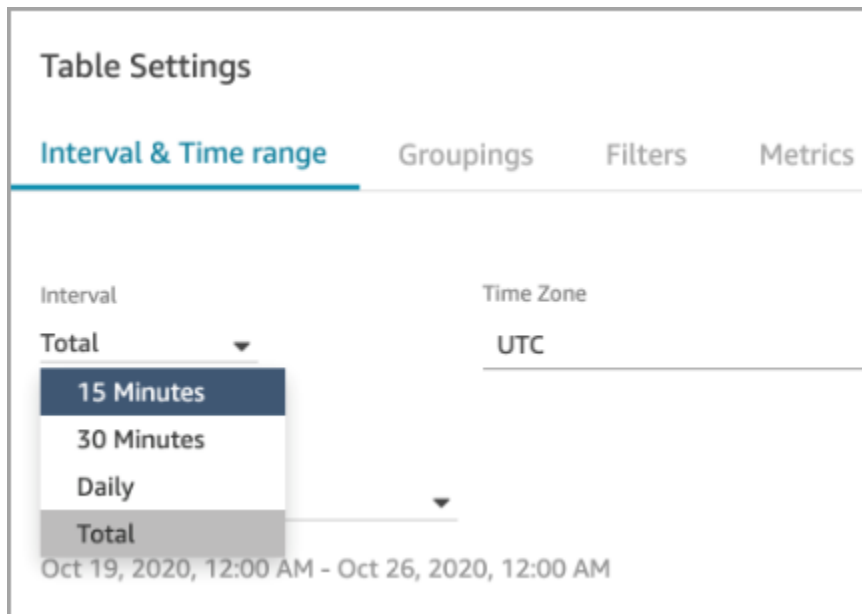 Table Settings
Interval & Time range Groupings Filters Metrics
Interval Time Zone
Total UTC
15 Minutes
30 Minutes
Daily
Total
Oct 19, 2020, 12:00 AM - Oct 26, 2020, 12:00 AM